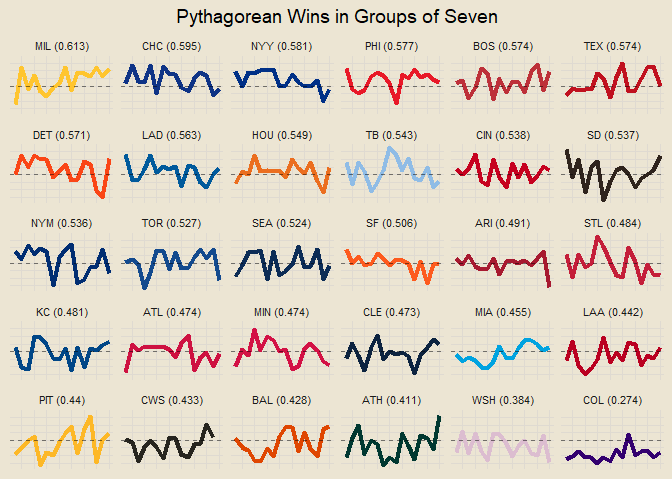 Pythagorean Wins in Groups of Seven
MIL (0.613) CHC (0.595) NYY (0.581) PHI (0.577) BOS (0.574) TEX (0.574)
DET (0.571) LAD (0.563) HOU (0.549) TB (0.543) CIN (0.538) SD (0.537)
NYM (0.536) TOR (0.527) SEA (0.524) SF (0.506) ARI (0.491) STL (0.484)
KC (0.481) ATL (0.474) MIN (0.474) CLE (0.473) MIA (0.455) LAA (0.442)
PIT (0.44) CWS (0.433) BAL (0.428) ATH (0.411) WSH (0.384) COL (0.274)